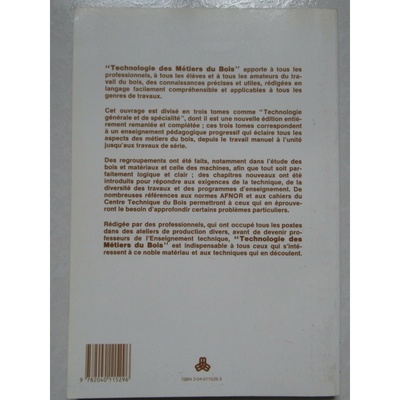 "Technologie des Métiers du Bois" apporte à tous les
professionnels, à tous les élèves et à tous les amateurs du tra-
vail du bois, des connaissances précises et utiles, rédigées en
langage facilement compréhensible et applicables à tous les
genres de travaux.
Cet ouvrage est divisé en trois tomes comme "Technologie
générale et de spécialité", dont il est une nouvelle édition entiè-
rement remaniée et complétée ; ces trois tomes correspondent
à un enseignement pédagogique progressif qui éclaire tous les
aspects des métiers du bois, depuis le travail manuel à l'unité
jusqu'aux travaux de série.
Des regroupements ont été faits, notamment dans l'étude des
bois et matériaux et celle des machines, afin que tout soit par-
faitement logique et clair ; des chapitres nouveaux ont été
introduits pour répondre aux exigences de la technique, de la
diversité des travaux et des programmes d'enseignement. De
nombreuses références aux normes AFNOR et aux cahiers du
Centre Technique du Bois permettront à ceux qui en éprouv-
eront le besoin d'approfondir certains problèmes particuliers.
Rédigée par des professionnels, qui ont occupé tous les postes
dans des ateliers de production divers, avant de devenir pro-
fesseurs de l'Enseignement technique, "Technologie des
Métiers du Bois" est indispensable à tous ceux qui s'inté-
ressent à ce noble matériau et aux techniques qui en découlent.
9 782040 115296